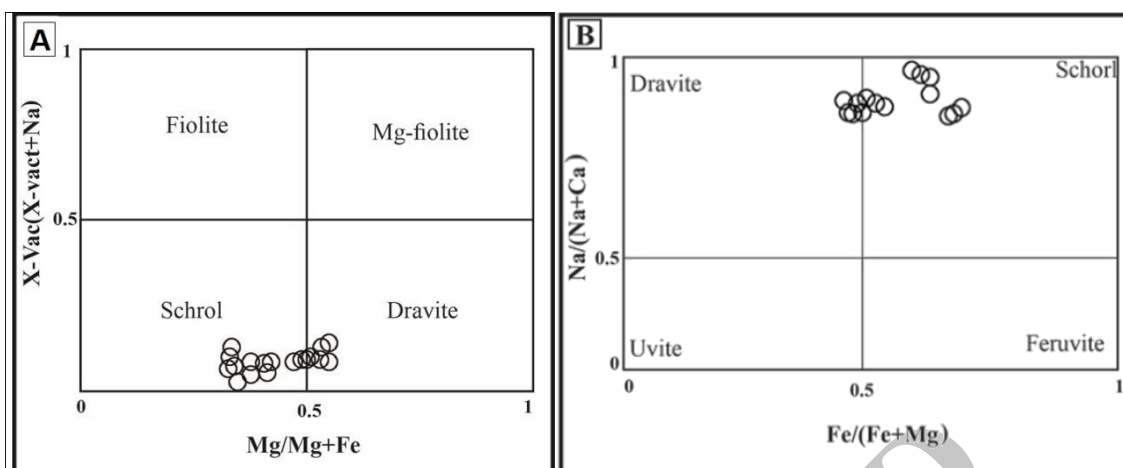 A
1
Fiolite
Mg-fiolite
0.5
X-Vac(X-vact+Na)
Schrol
Dravite
0
0.5
1
Mg/Mg+Fe
B
1
Dravite
Schorl
Na/(Na+Ca)
0.5
Uvite
Feruvite
0
0
0.5
1
Fe/(Fe+Mg)